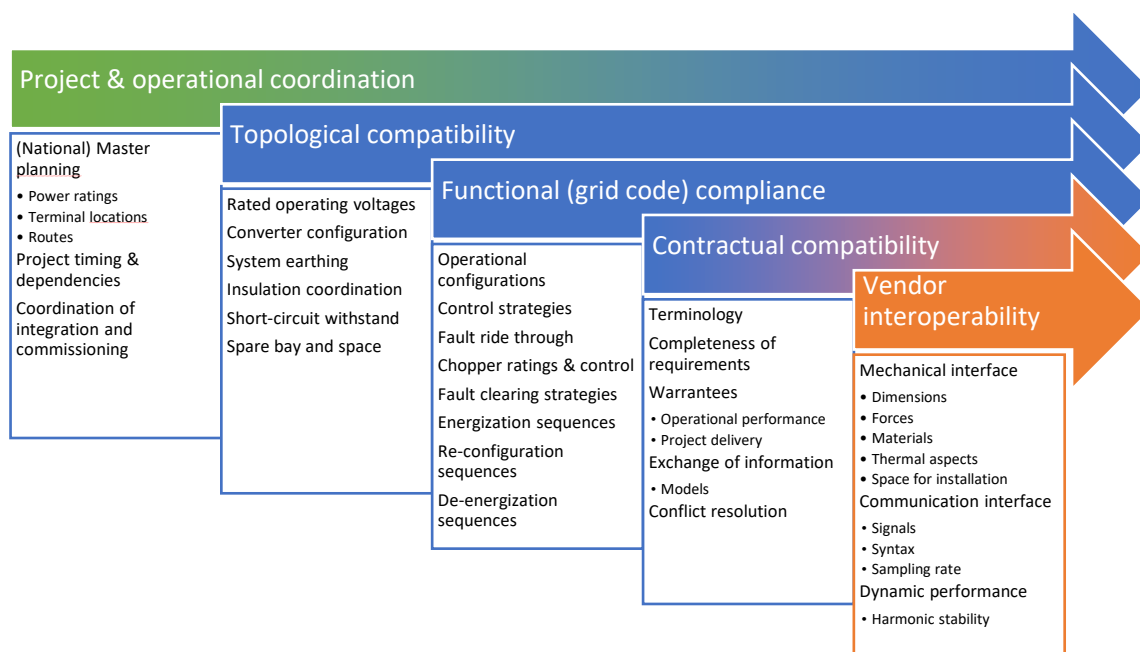 Project & operational coordination
(National) Master
planning
• Power ratings
• Terminal locations
• Routes
Project timing &
dependencies
Coordination of
integration and
commissioning
Topological compatibility
Rated operating voltages
Converter configuration
System earthing
Insulation coordination
Short-circuit withstand
Spare bay and space
Functional (grid code) compliance
Operational
configurations
Control strategies
Fault ride through
Chopper ratings & control
Fault clearing strategies
Energization sequences
Re-configuration
sequences
De-energization
sequences
Contractual compatibility
Terminology
Completeness of
requirements
Warrantees
• Operational performance
• Project delivery
Exchange of information
• Models
Conflict resolution
Vendor
interoperability
Mechanical interface
• Dimensions
• Forces
• Materials
• Thermal aspects
• Space for installation
Communication interface
• Signals
• Syntax
• Sampling rate
Dynamic performance
• Harmonic stability